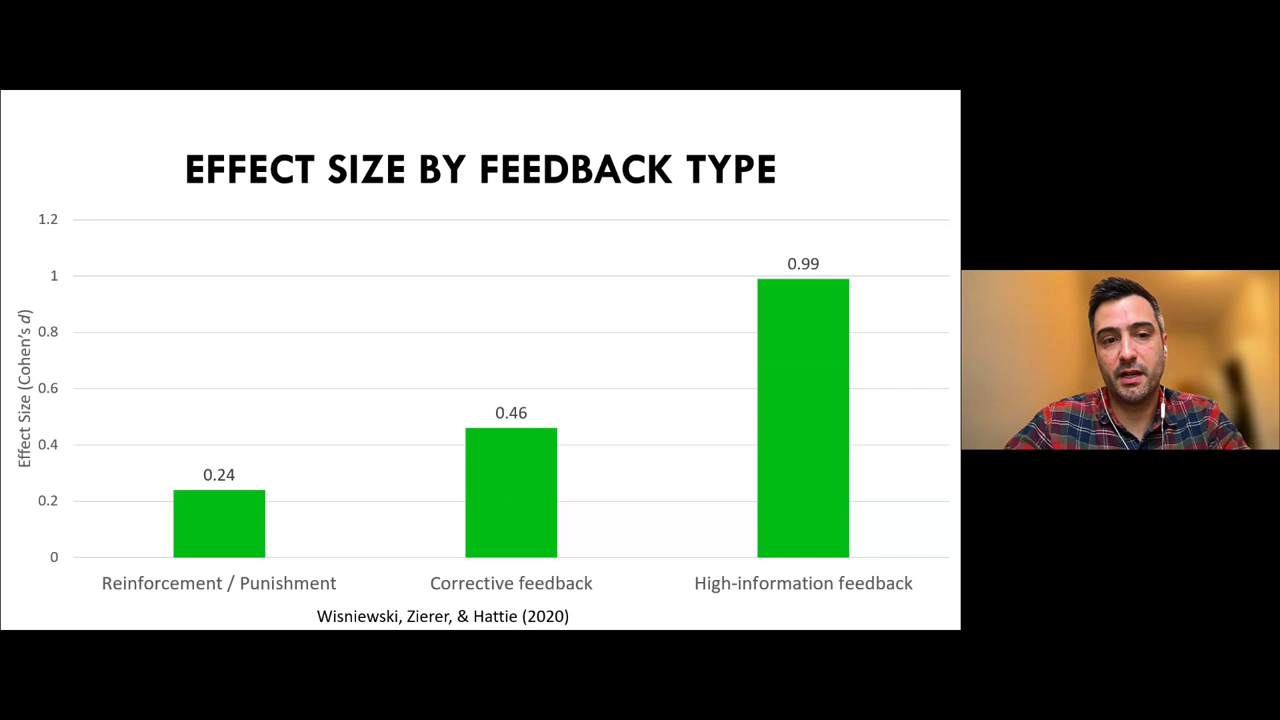 EFFECT SIZE BY FEEDBACK TYPE
1.2
1
0.8
0.6
0.4
0.2
0
Effect Size (Cohen's d)
0.24
0.46
0.99
Reinforcement / Punishment
Corrective feedback
High-information feedback
Wisniewski, Zierer, & Hattie (2020)